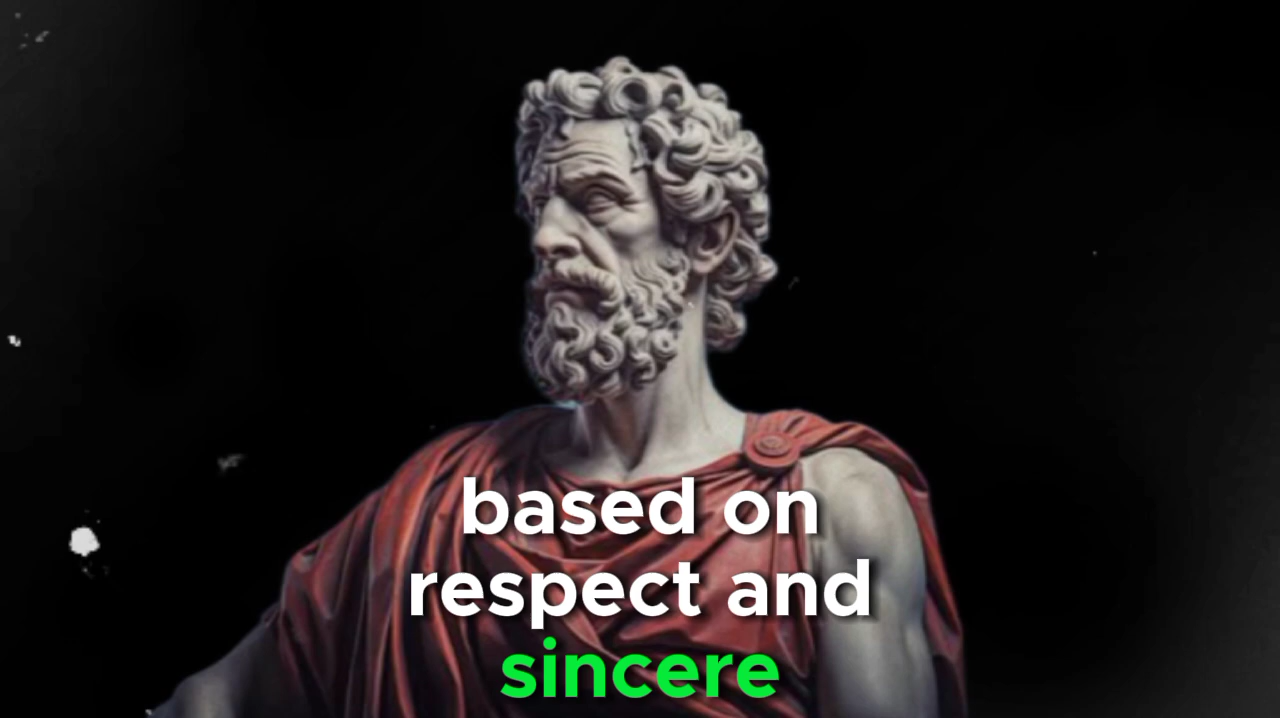 based on
respect and
sincere